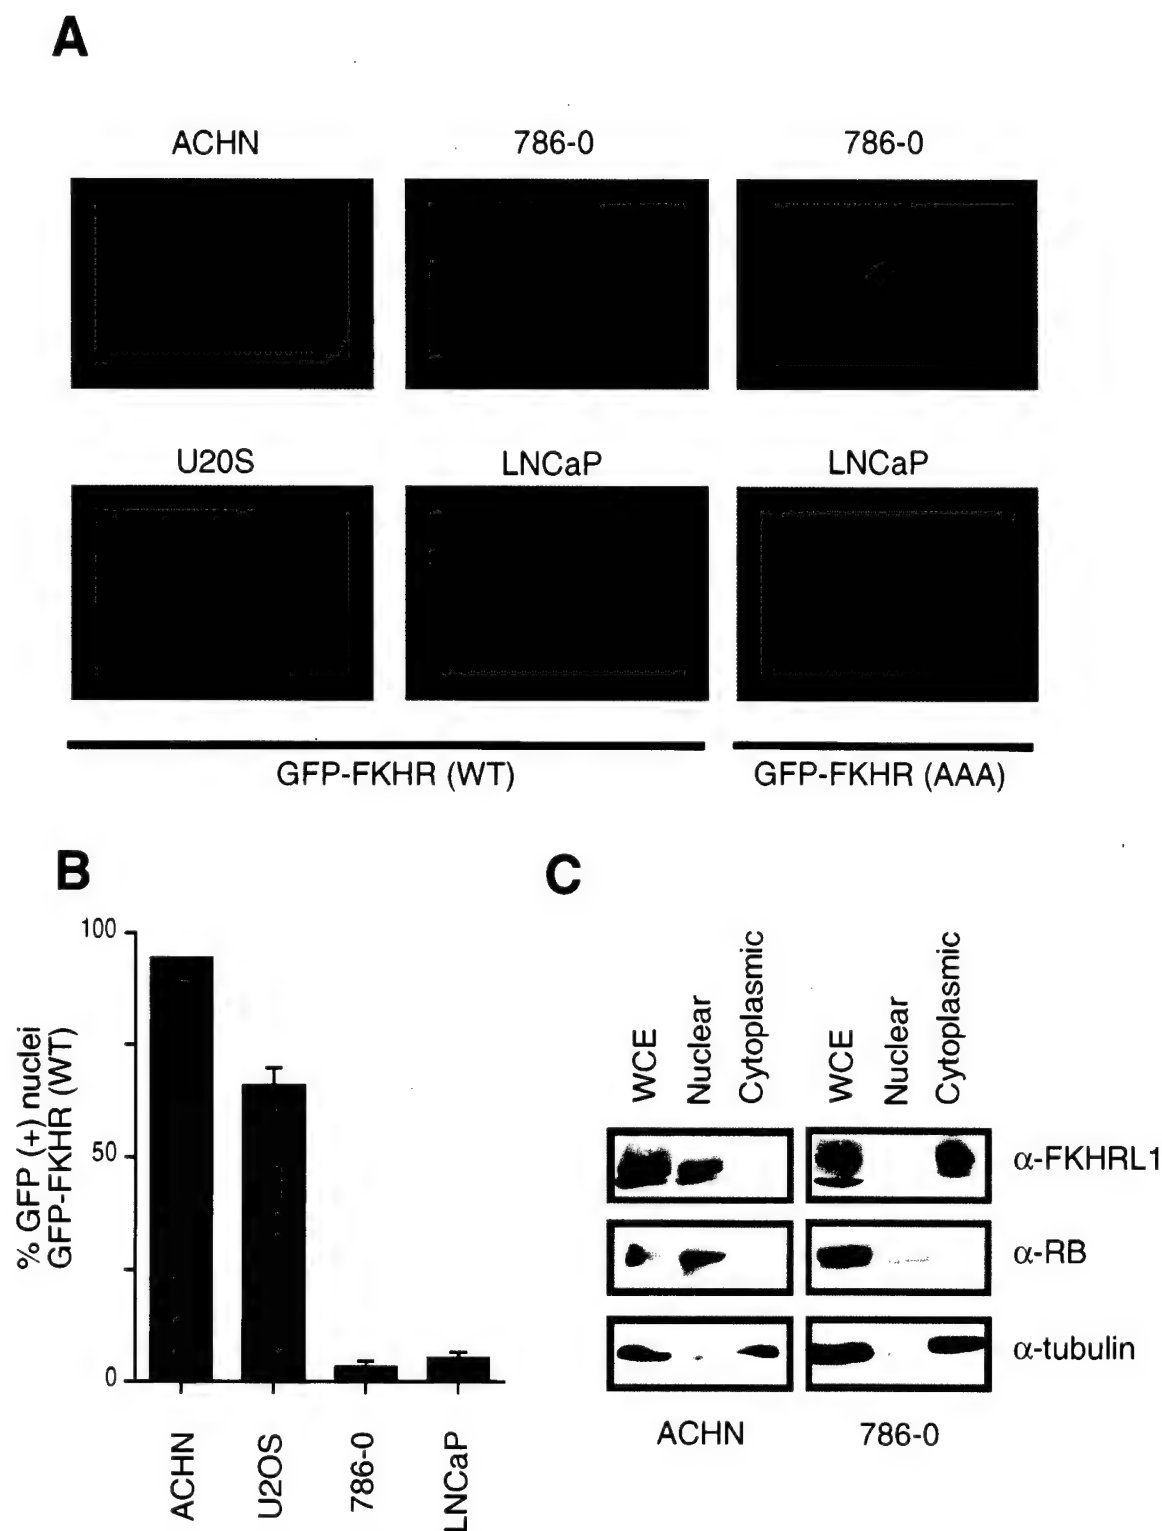 A
ACHN 786-0 786-0
U20S LNCaP LNCaP
GFP-FKHR (WT) GFP-FKHR (AAA)
B
% GFP (+) nuclei
GFP-FKHR (WT)
100
50
0
ACHN
U2OS
786-0
LNCaP
C
WCE Nuclear Cytoplasmic WCE Nuclear Cytoplasmic
α-FKHRL1
α-RB
α-tubulin
ACHN 786-0